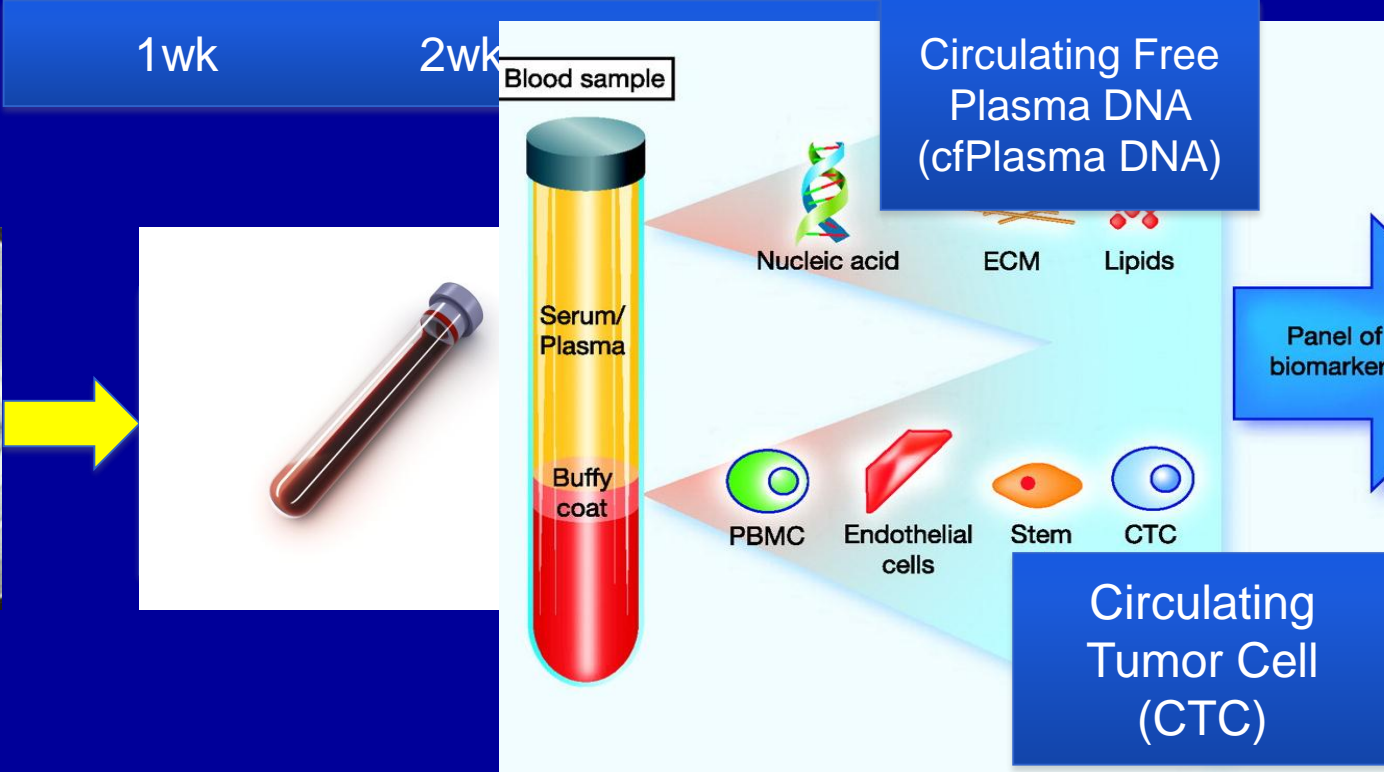 1wk
2wk
Blood sample
Circulating Free
Plasma DNA
(cfPlasma DNA)
Nucleic acid
ECM
Lipids
Serum/
Plasma
Panel of
biomarker
Buffy
coat
PBMC
Endothelial
cells
Stem
CTC
Circulating
Tumor Cell
(CTC)